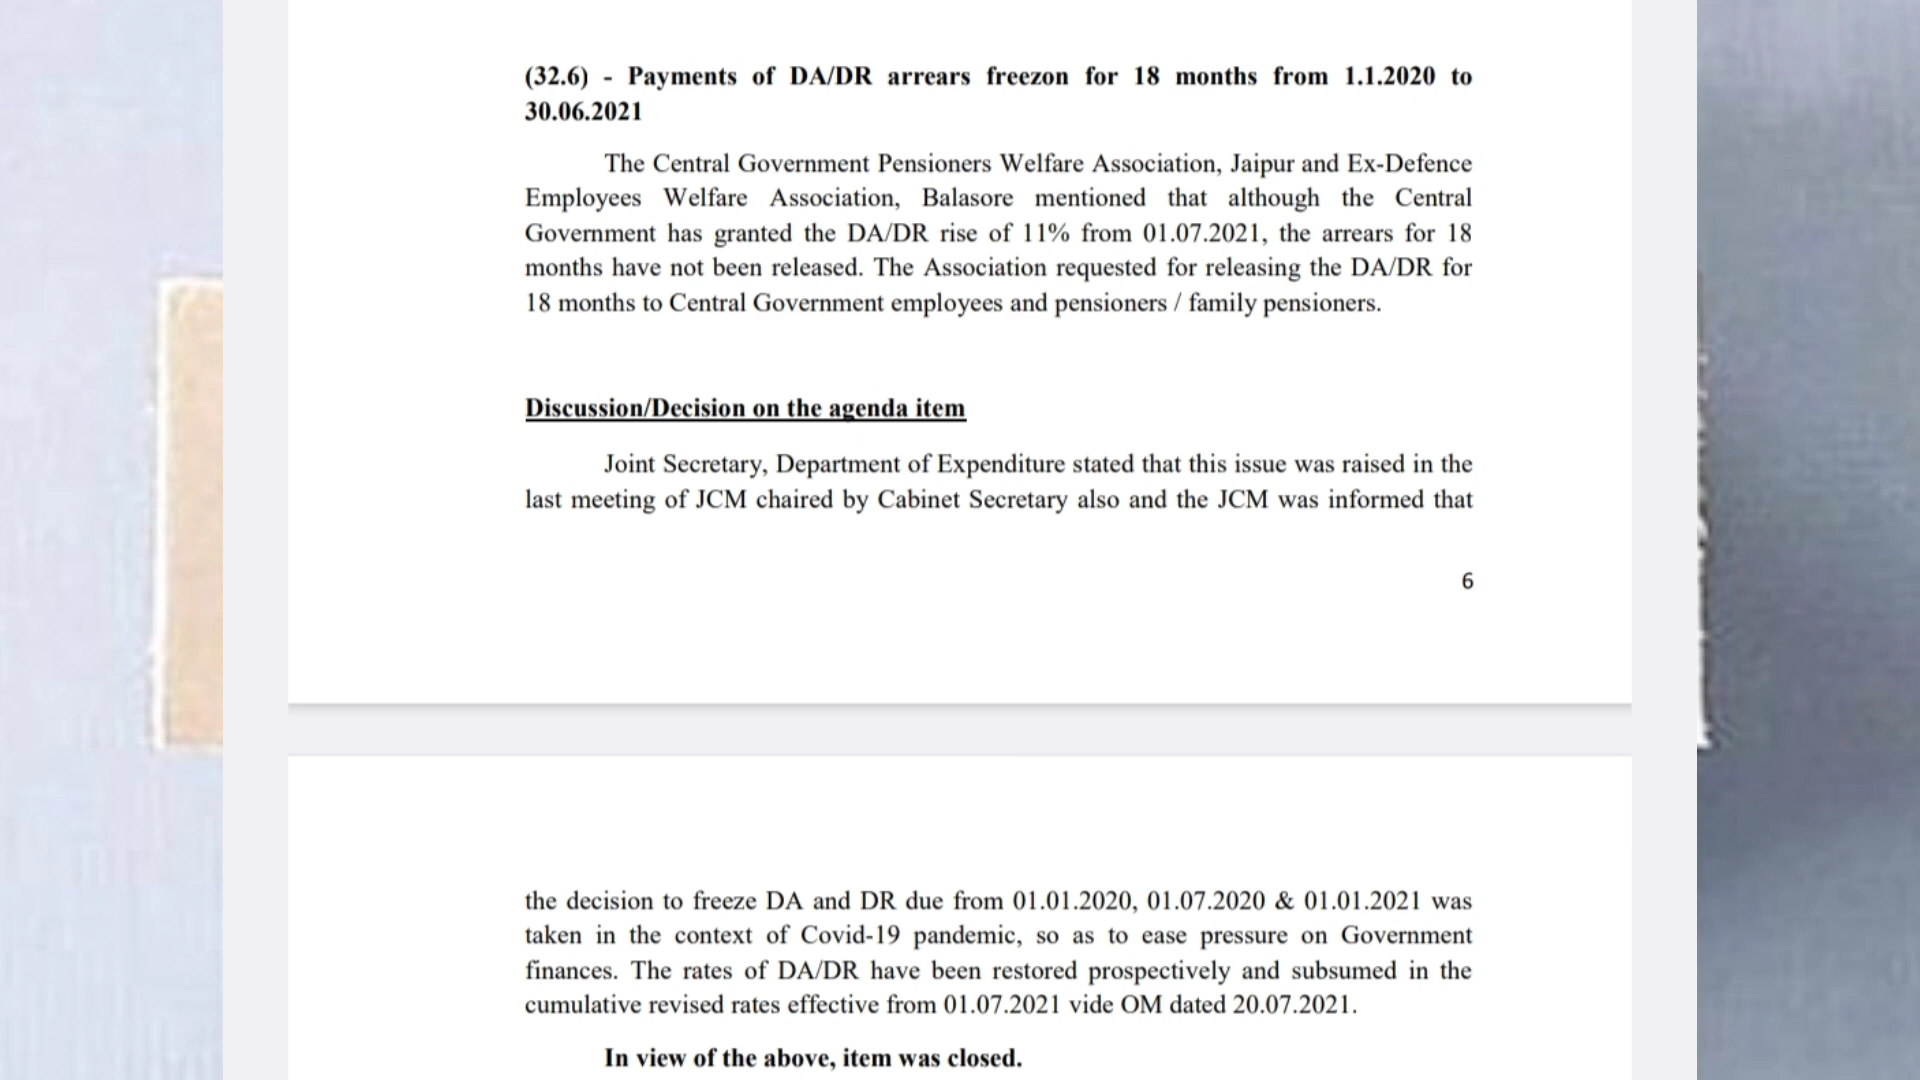 (32.6) - Payments of DA/DR arrears freezon for 18 months from 1.1.2020 to
30.06.2021
The Central Government Pensioners Welfare Association, Jaipur and Ex-Defence
Employees Welfare Association, Balasore mentioned that although the Central
Government has granted the DA/DR rise of 11% from 01.07.2021, the arrears for 18
months have not been released. The Association requested for releasing the DA/DR for
18 months to Central Government employees and pensioners / family pensioners.
Discussion/Decision on the agenda item
Joint Secretary, Department of Expenditure stated that this issue was raised in the
last meeting of JCM chaired by Cabinet Secretary also and the JCM was informed that
6
the decision to freeze DA and DR due from 01.01.2020, 01.07.2020 & 01.01.2021 was
taken in the context of Covid-19 pandemic, so as to ease pressure on Government
finances. The rates of DA/DR have been restored prospectively and subsumed in the
cumulative revised rates effective from 01.07.2021 vide OM dated 20.07.2021.
In view of the above, item was closed.